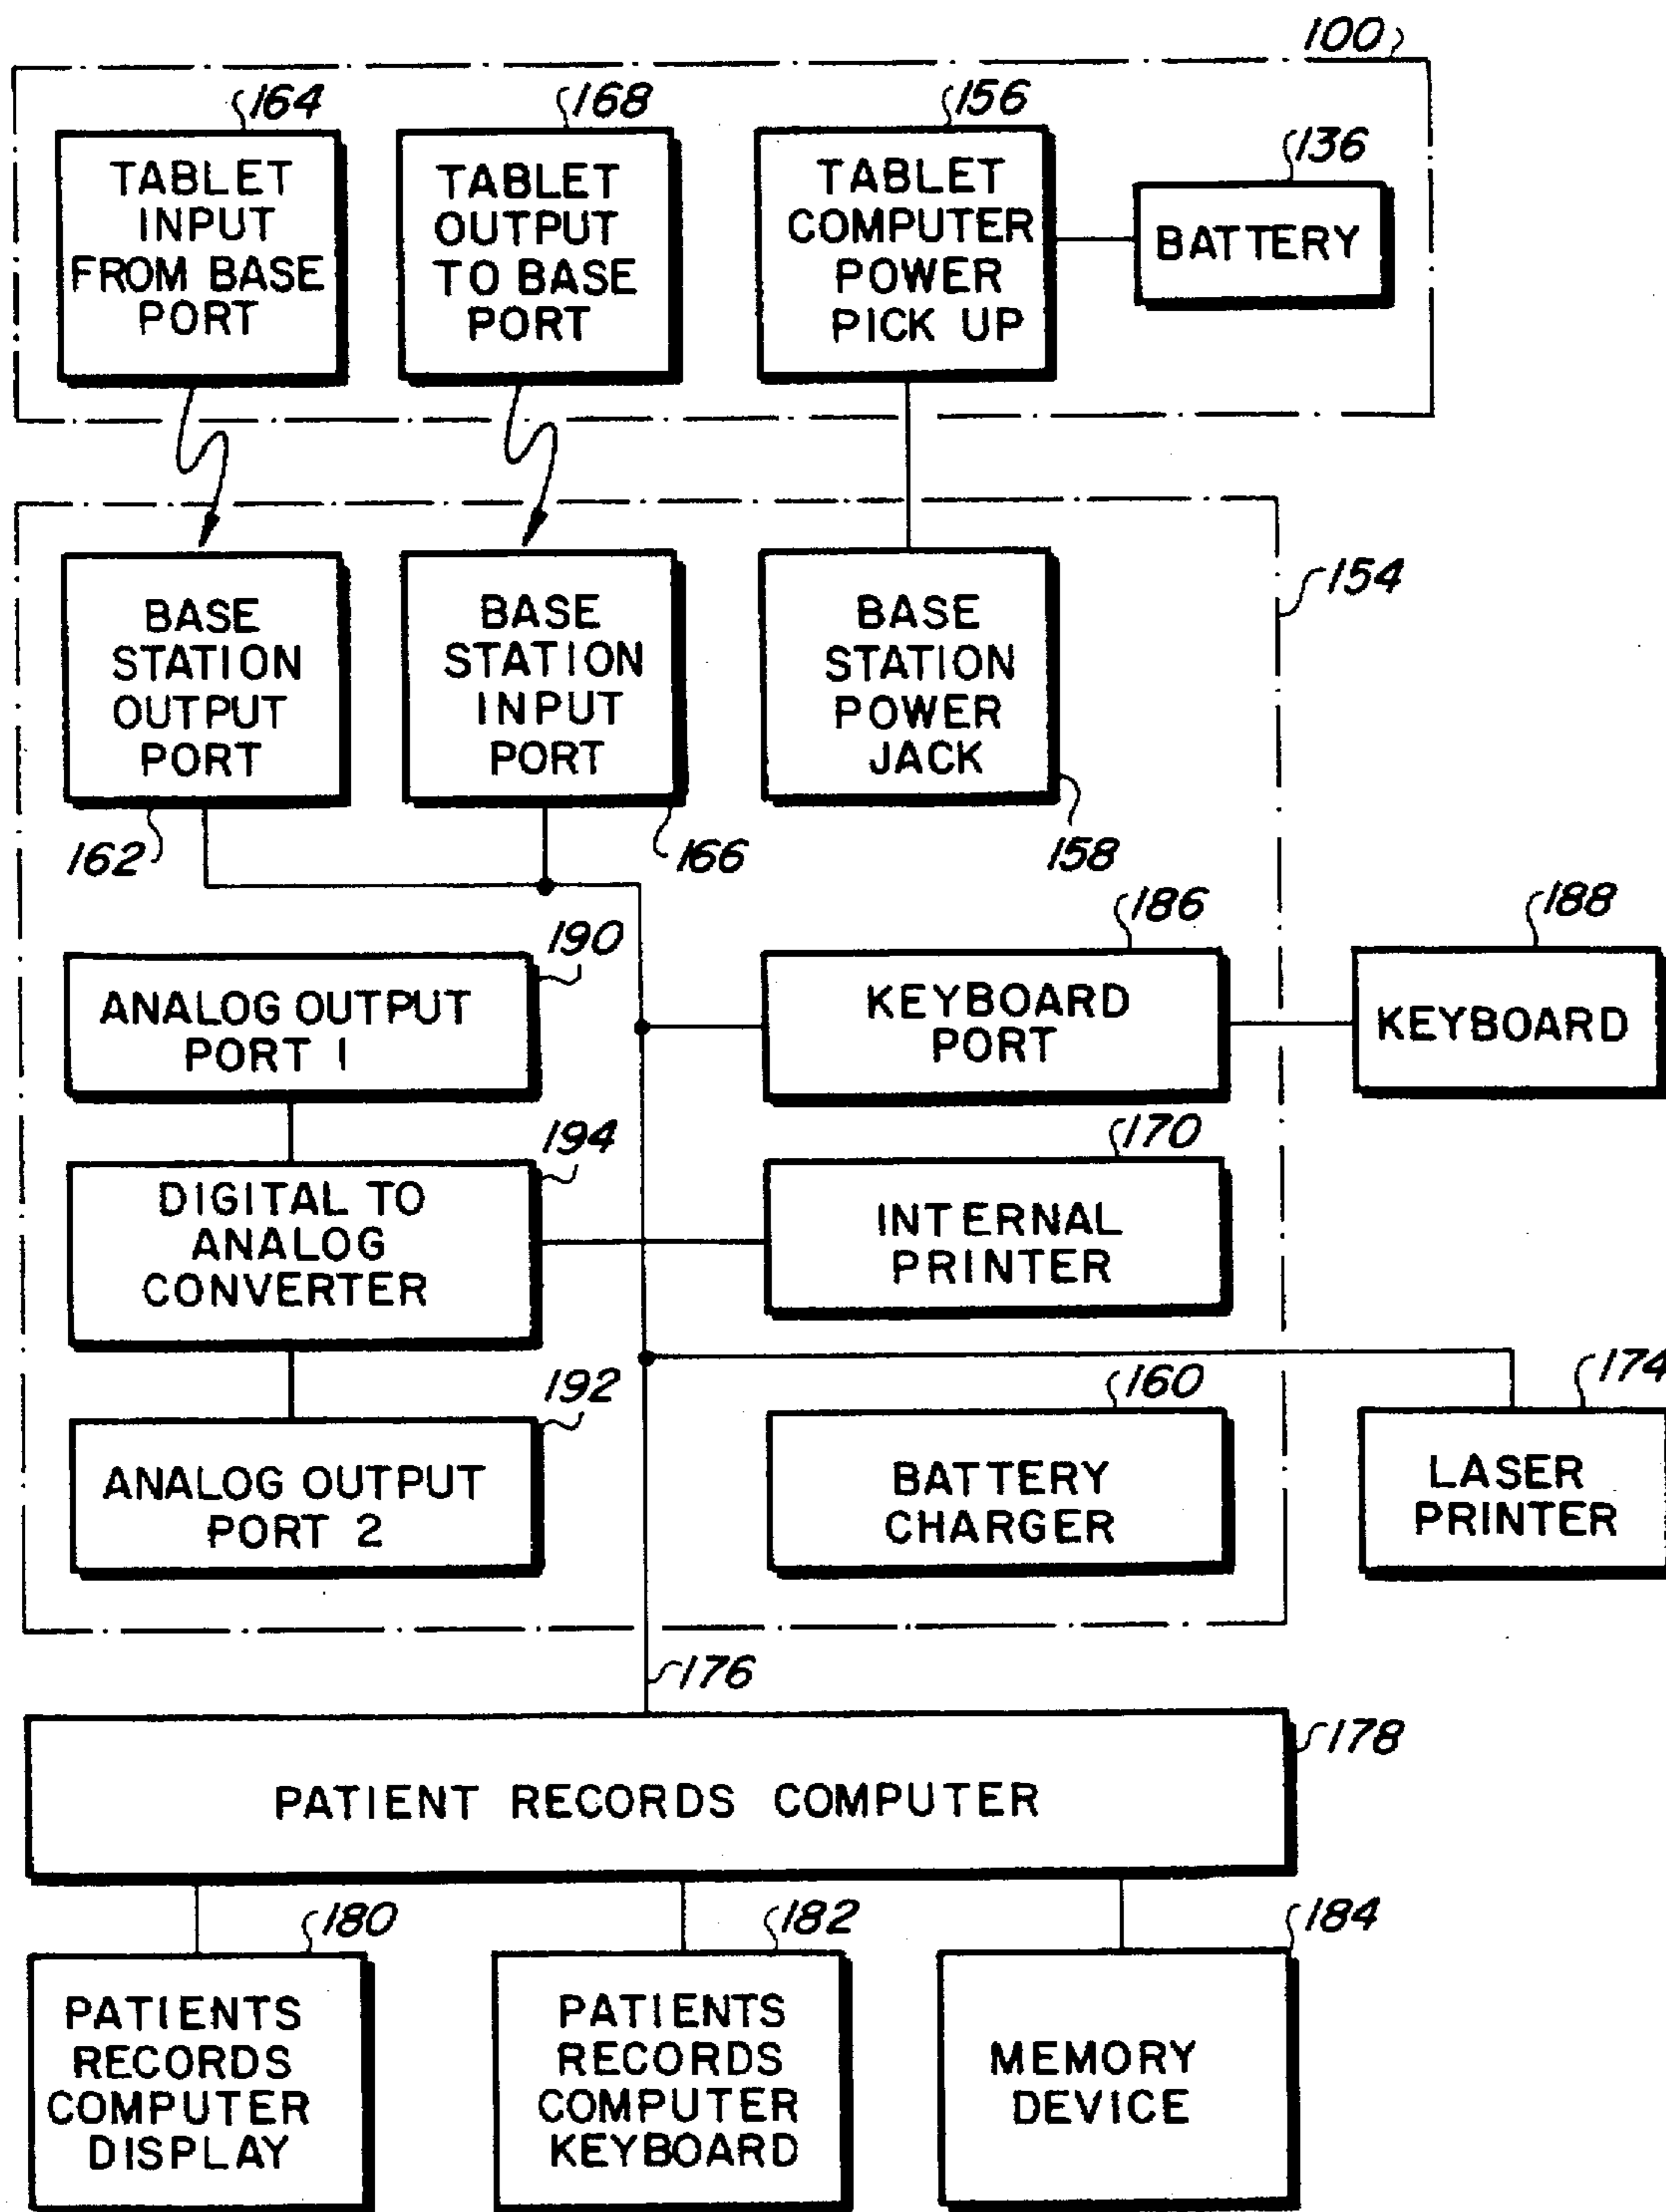 100
164
168
156
136
TABLET
INPUT
FROM BASE
PORT
TABLET
OUTPUT
TO BASE
PORT
TABLET
COMPUTER
POWER
PICK UP
BATTERY
154
BASE
STATION
OUTPUT
PORT
BASE
STATION
INPUT
PORT
BASE
STATION
POWER
JACK
162
166
158
190
186
188
ANALOG OUTPUT
PORT 1
KEYBOARD
PORT
KEYBOARD
194
170
DIGITAL TO
ANALOG
CONVERTER
INTERNAL
PRINTER
192
160
174
ANALOG OUTPUT
PORT 2
BATTERY
CHARGER
LASER
PRINTER
176
178
PATIENT RECORDS COMPUTER
180
182
184
PATIENTS
RECORDS
COMPUTER
DISPLAY
PATIENTS
RECORDS
COMPUTER
KEYBOARD
MEMORY
DEVICE